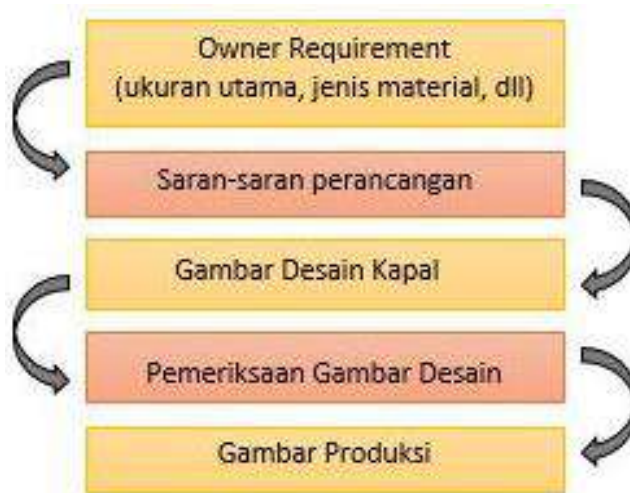 Owner Requirement
(ukuran utama, jenis material, dll)
Saran-saran perancangan
Gambar Desain Kapal
Pemeriksaan Gambar Desain
Gambar Produksi